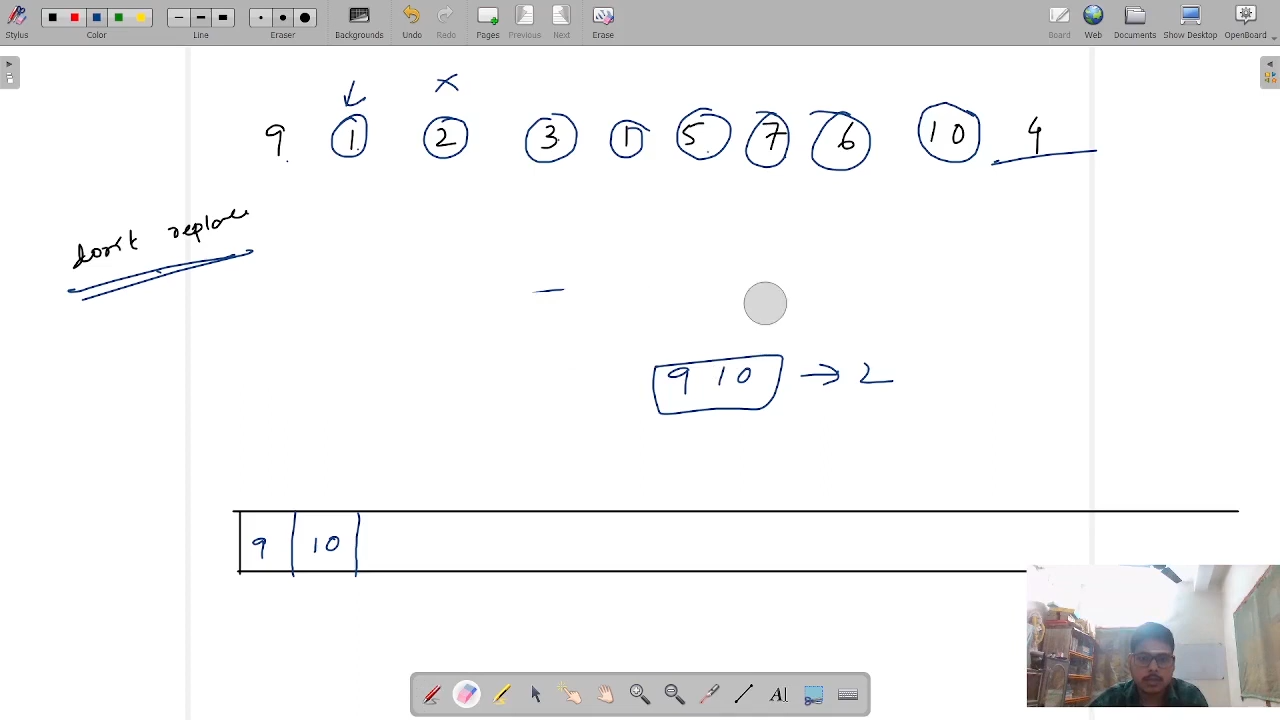 Stylus
Color
Line
Eraser
Backgrounds
Undo
Redo
Pages
Previous
Next
Erase
Board
Web
Documents
Show Desktop
OpenBoard
9 1 2 3 1 5 7 6 10 4
don't replace
9 10 → 2
9 10